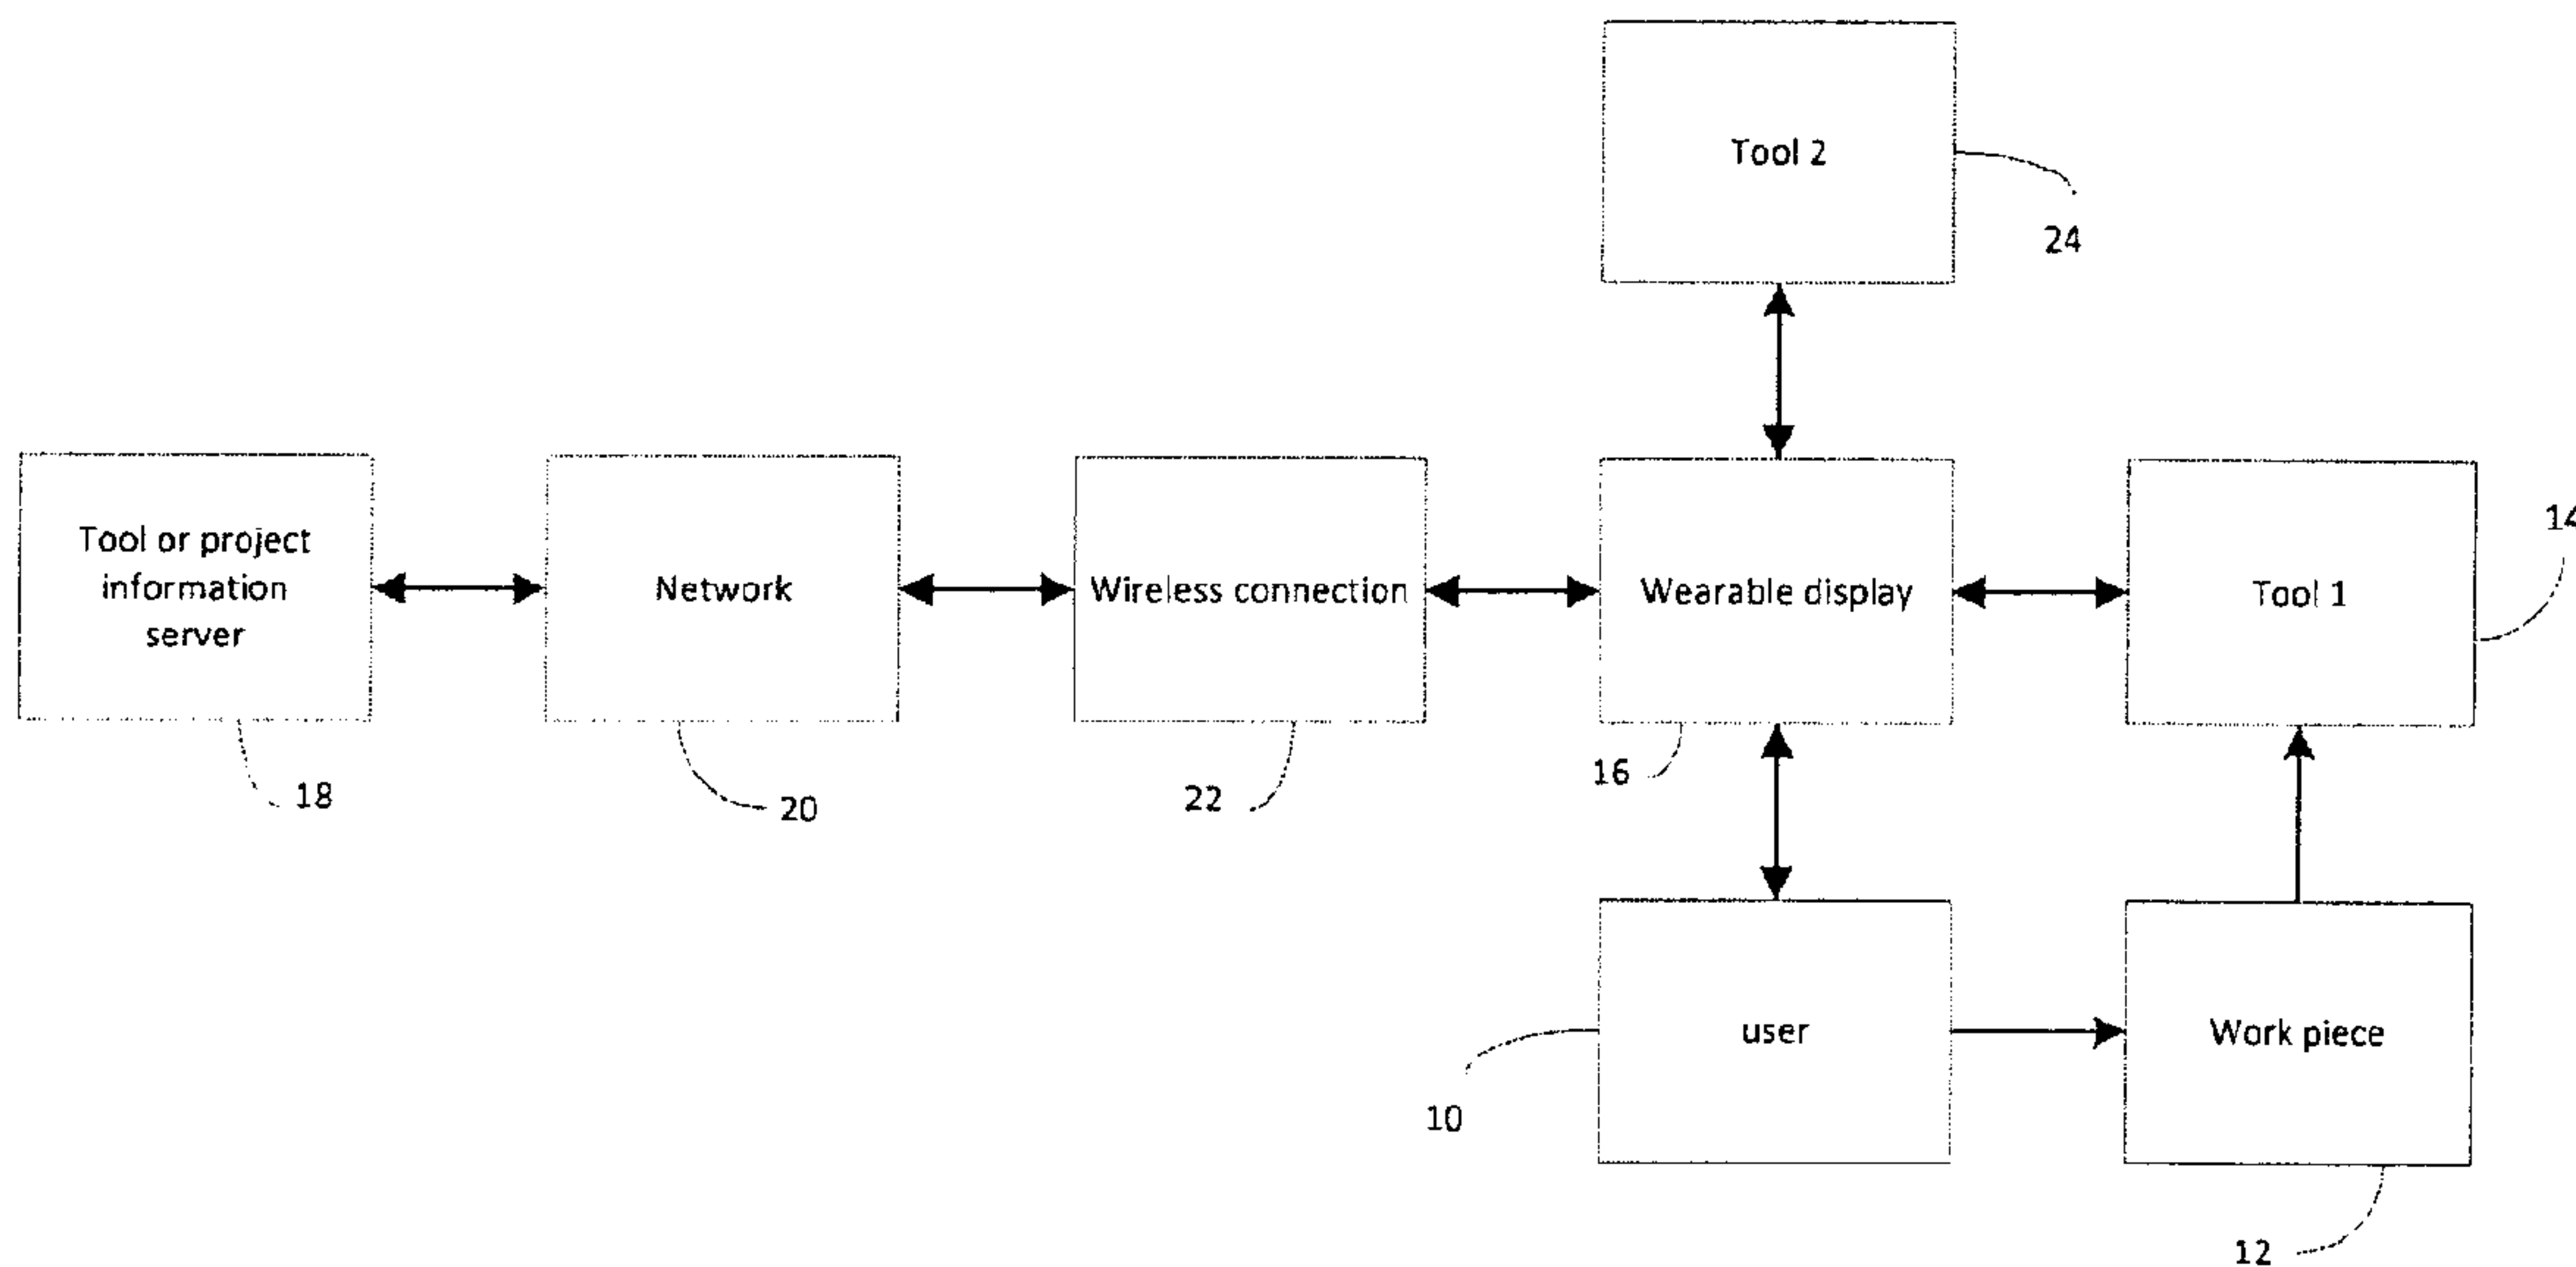 Tool 2
24
Tool or project
information
server
Network
Wireless connection
Wearable display
Tool 1
14
18
20
22
16
user
Work piece
10
12